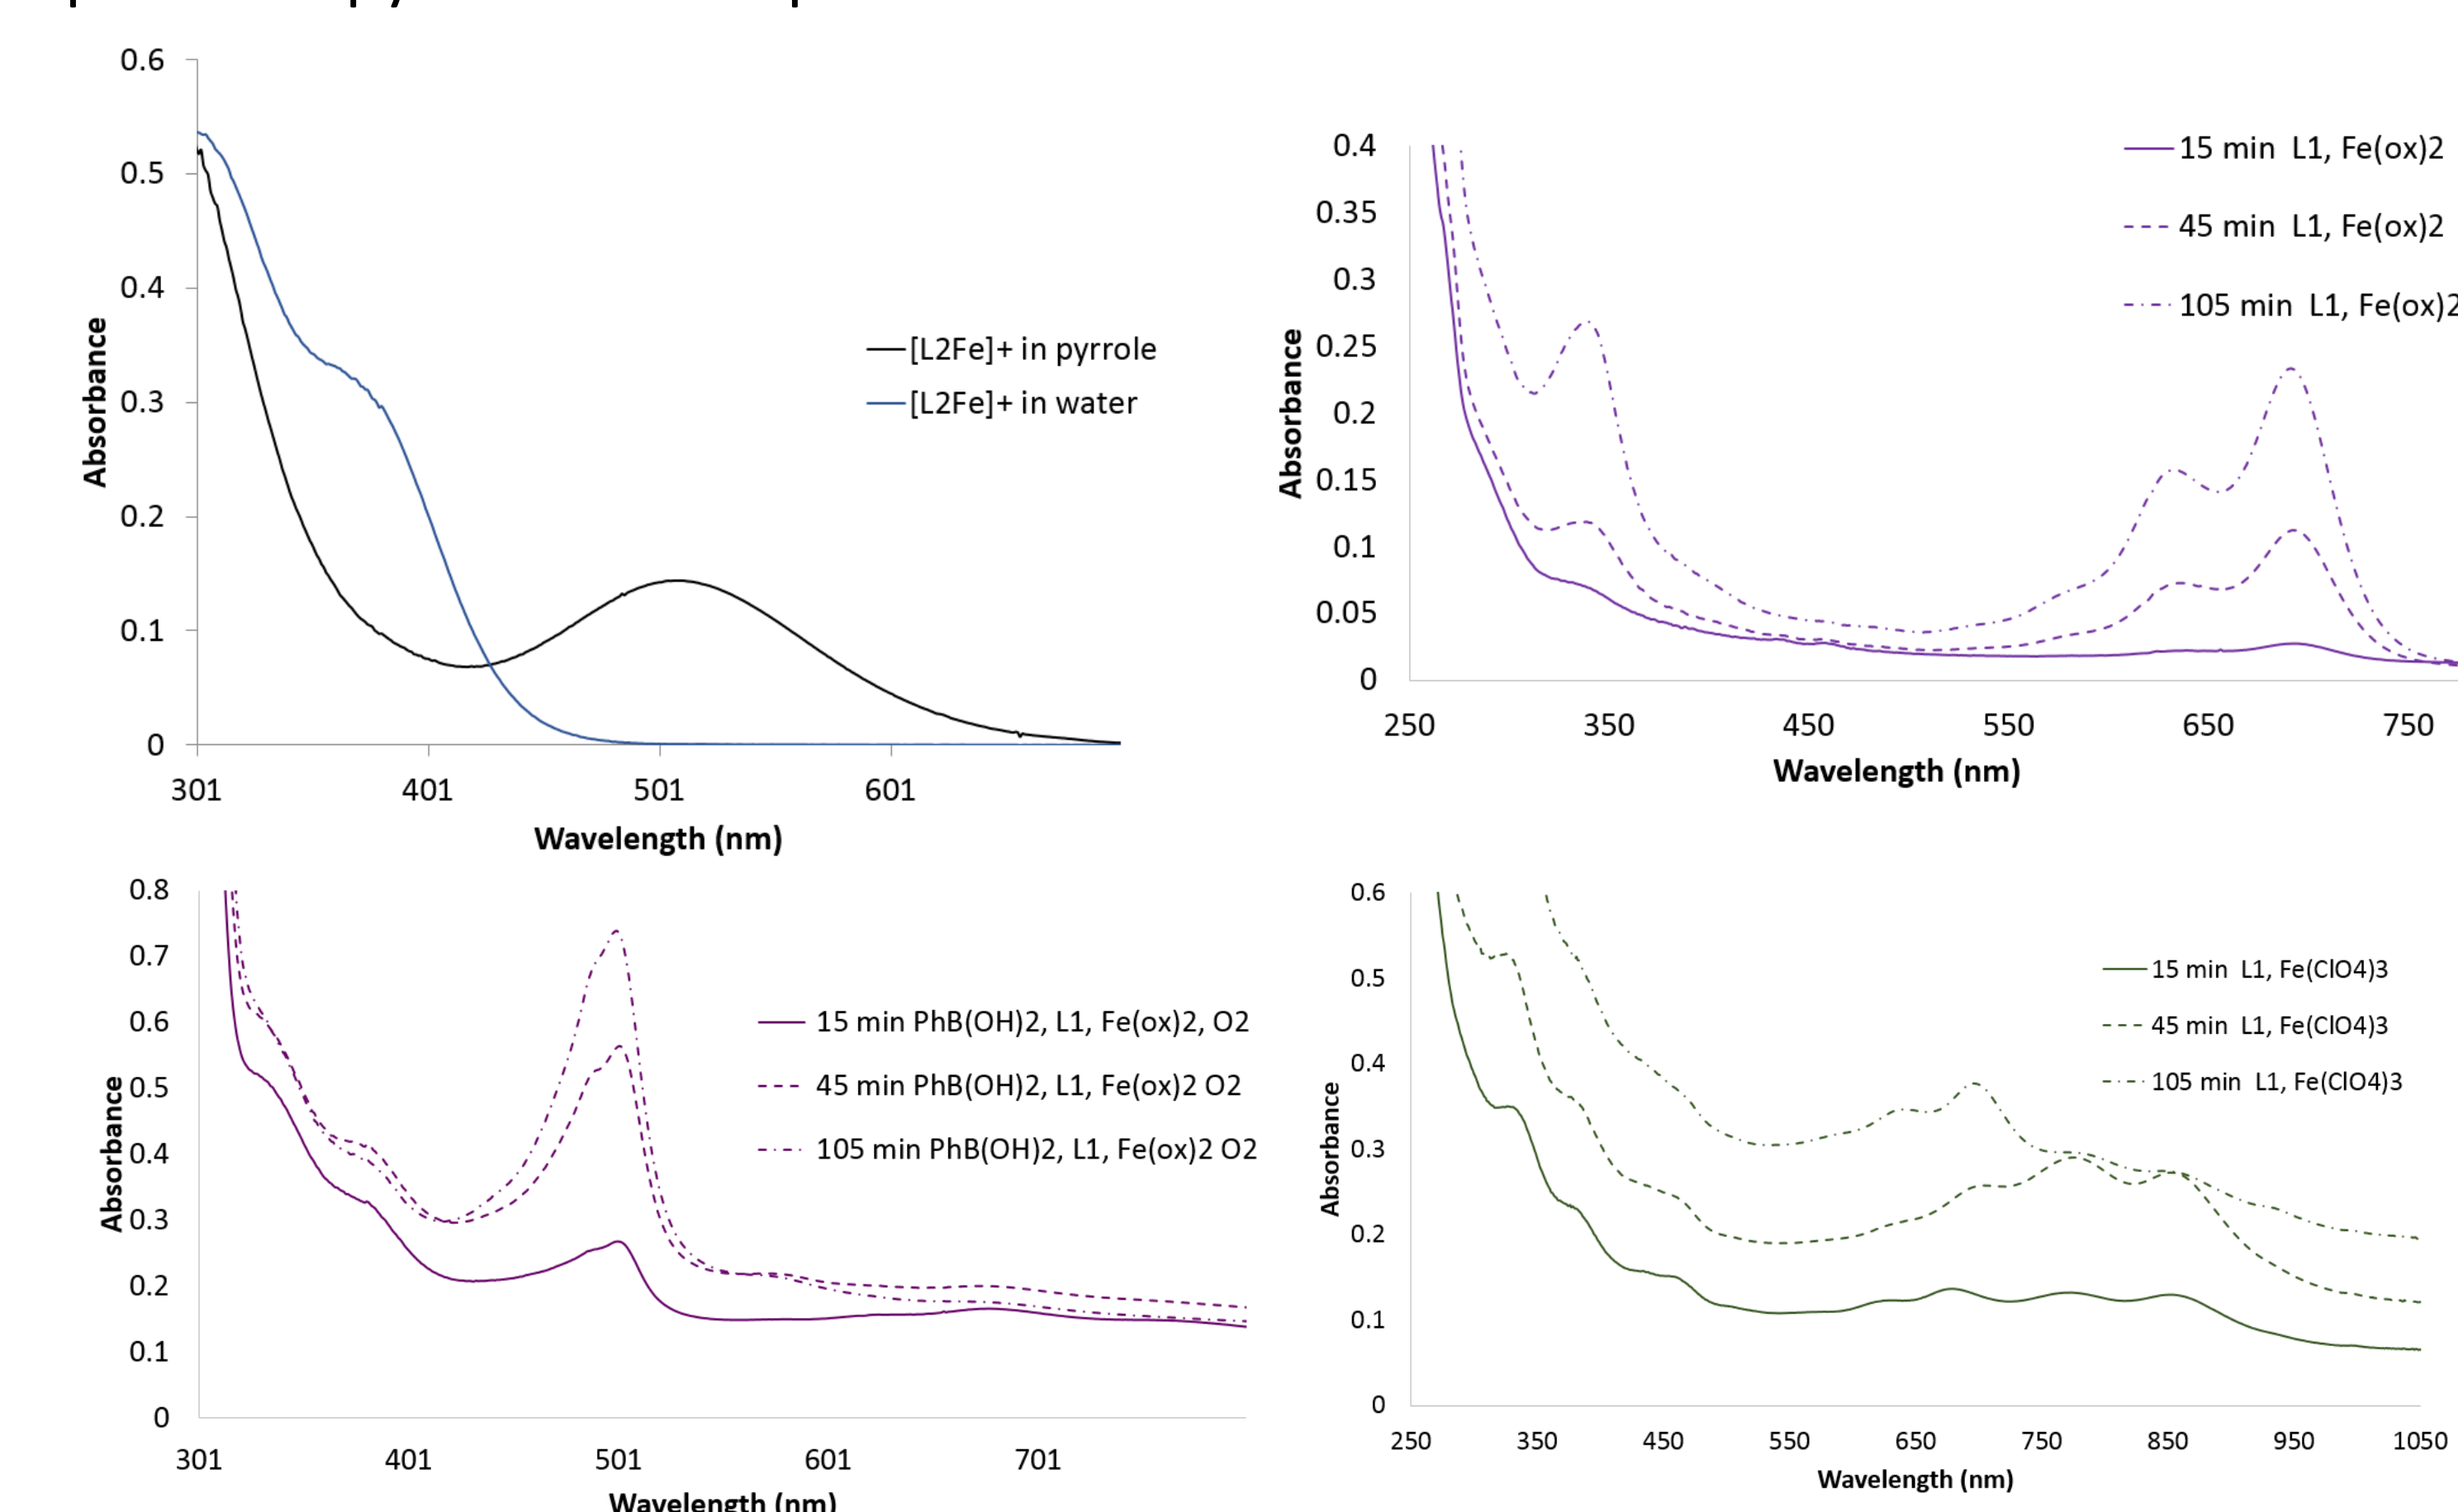 0.6
0.5
0.4
0.3
0.2
0.1
0
Absorbance
[L2Fe]+ in pyrrole
[L2Fe]+ in water
301 401 501 601
Wavelength (nm)
0.4
0.35
0.3
0.25
0.2
0.15
0.1
0.05
0
Absorbance
15 min L1, Fe(ox)2
45 min L1, Fe(ox)2
105 min L1, Fe(ox)2
250 350 450 550 650 750
Wavelength (nm)
0.8
0.7
0.6
0.5
0.4
0.3
0.2
0.1
0
Absorbance
15 min PhB(OH)2, L1, Fe(ox)2, O2
45 min PhB(OH)2, L1, Fe(ox)2 O2
105 min PhB(OH)2, L1, Fe(ox)2 O2
301 401 501 601 701
Wavelength (nm)
0.6
0.5
0.4
0.3
0.2
0.1
0
Absorbance
15 min L1, Fe(ClO4)3
45 min L1, Fe(ClO4)3
105 min L1, Fe(ClO4)3
250 350 450 550 650 750 850 950 1050
Wavelength (nm)